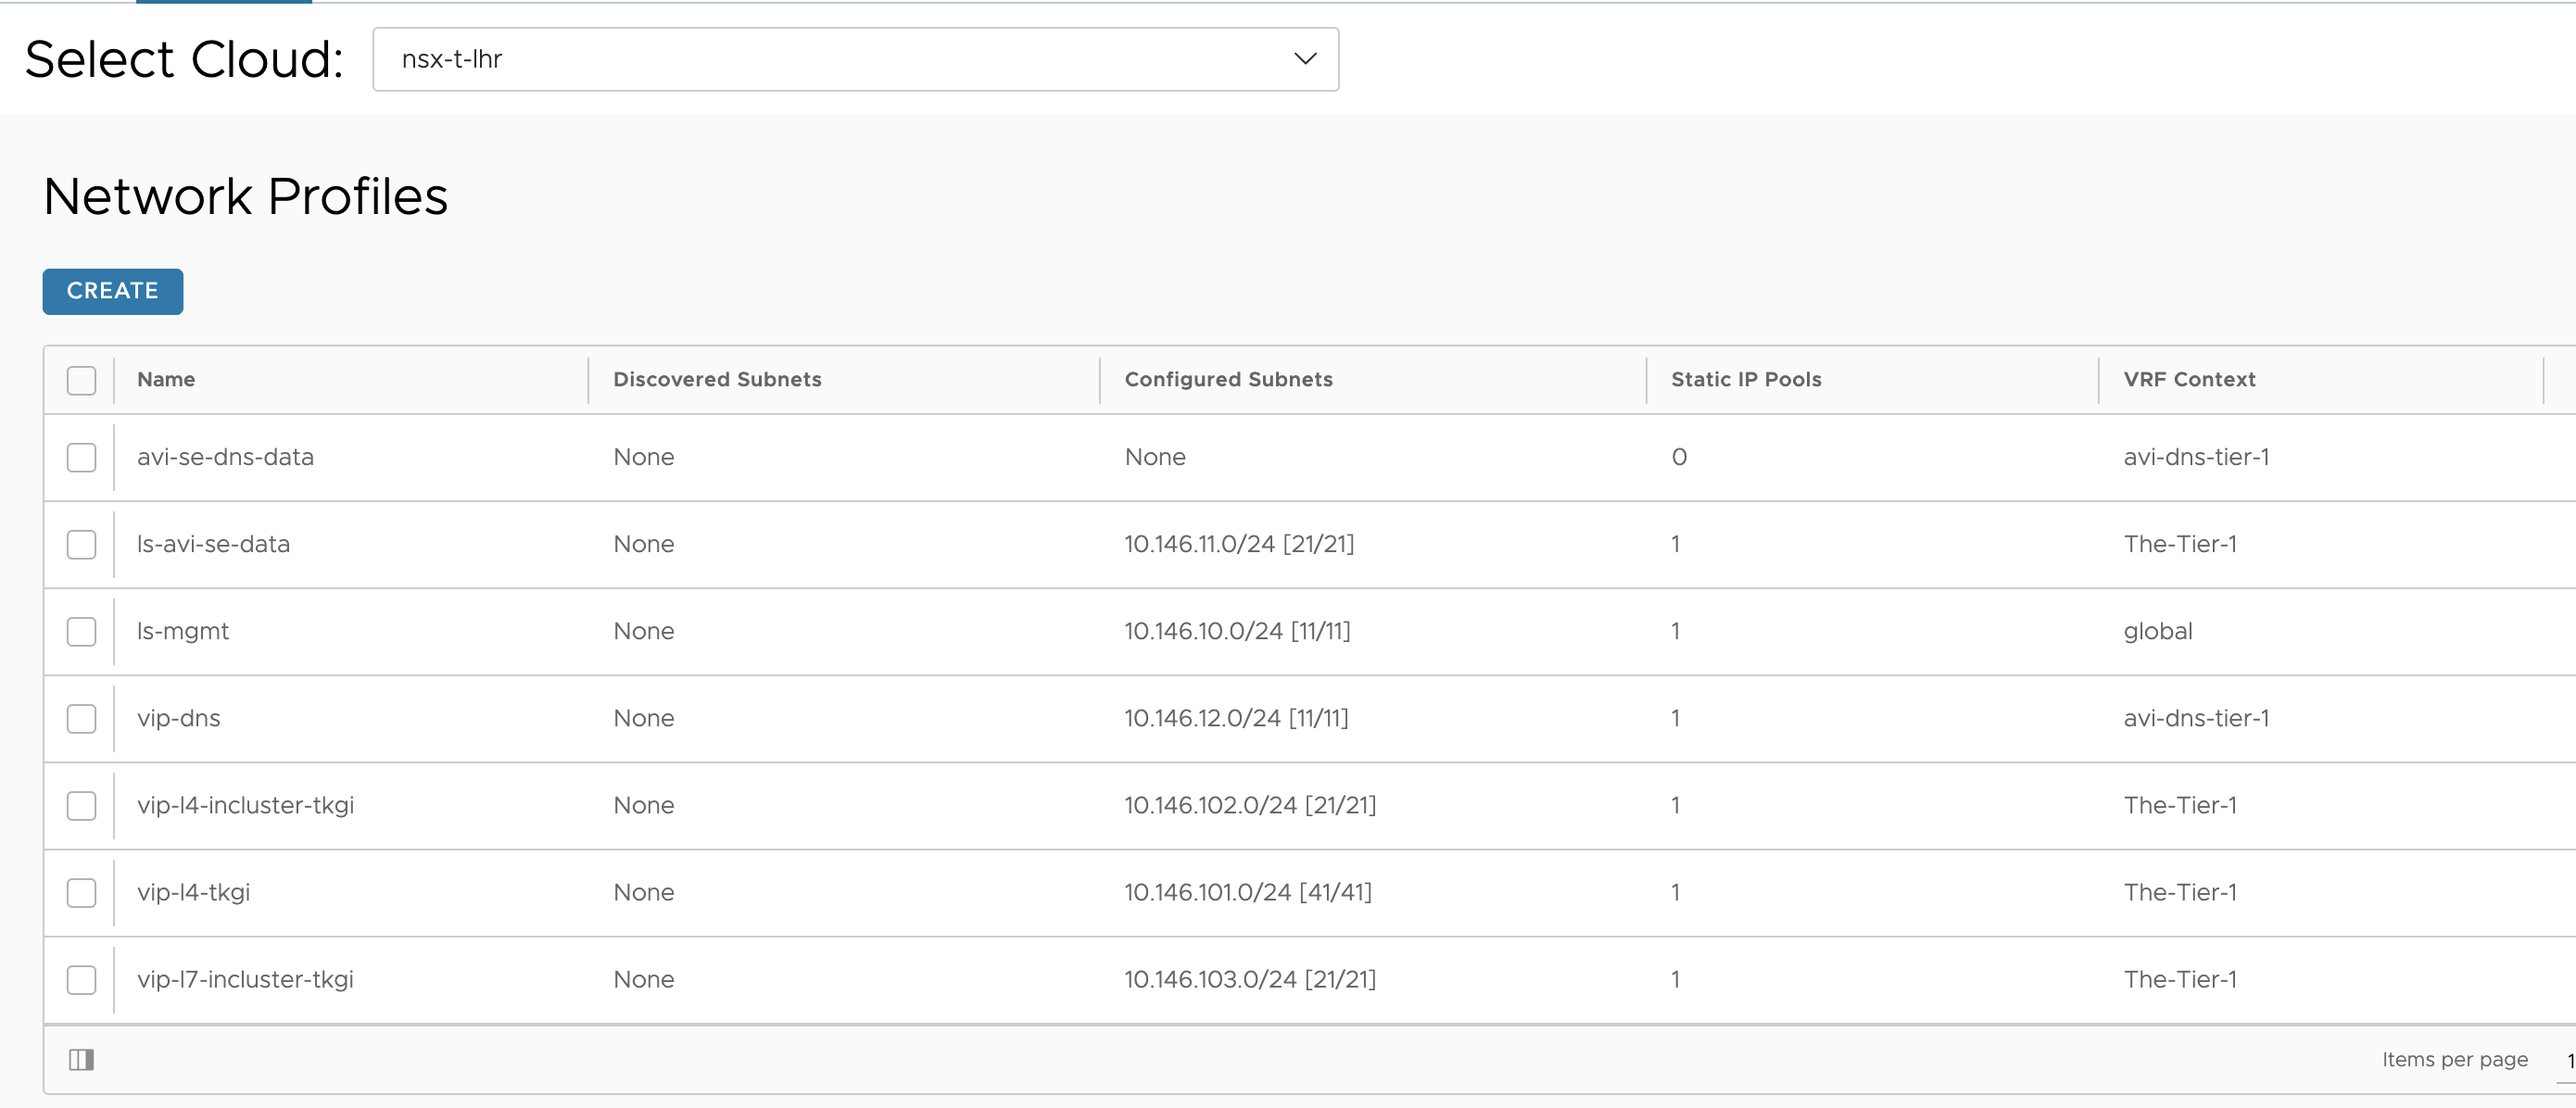 Select Cloud: nsx-t-lhr
Network Profiles
CREATE
Name Discovered Subnets Configured Subnets Static IP Pools VRF Context
avi-se-dns-data None None 0 avi-dns-tier-1
ls-avi-se-data None 10.146.11.0/24 [21/21] 1 The-Tier-1
ls-mgmt None 10.146.10.0/24 [11/11] 1 global
vip-dns None 10.146.12.0/24 [11/11] 1 avi-dns-tier-1
vip-l4-incluster-tkgi None 10.146.102.0/24 [21/21] 1 The-Tier-1
vip-l4-tkgi None 10.146.101.0/24 [41/41] 1 The-Tier-1
vip-l7-incluster-tkgi None 10.146.103.0/24 [21/21] 1 The-Tier-1
Items per page